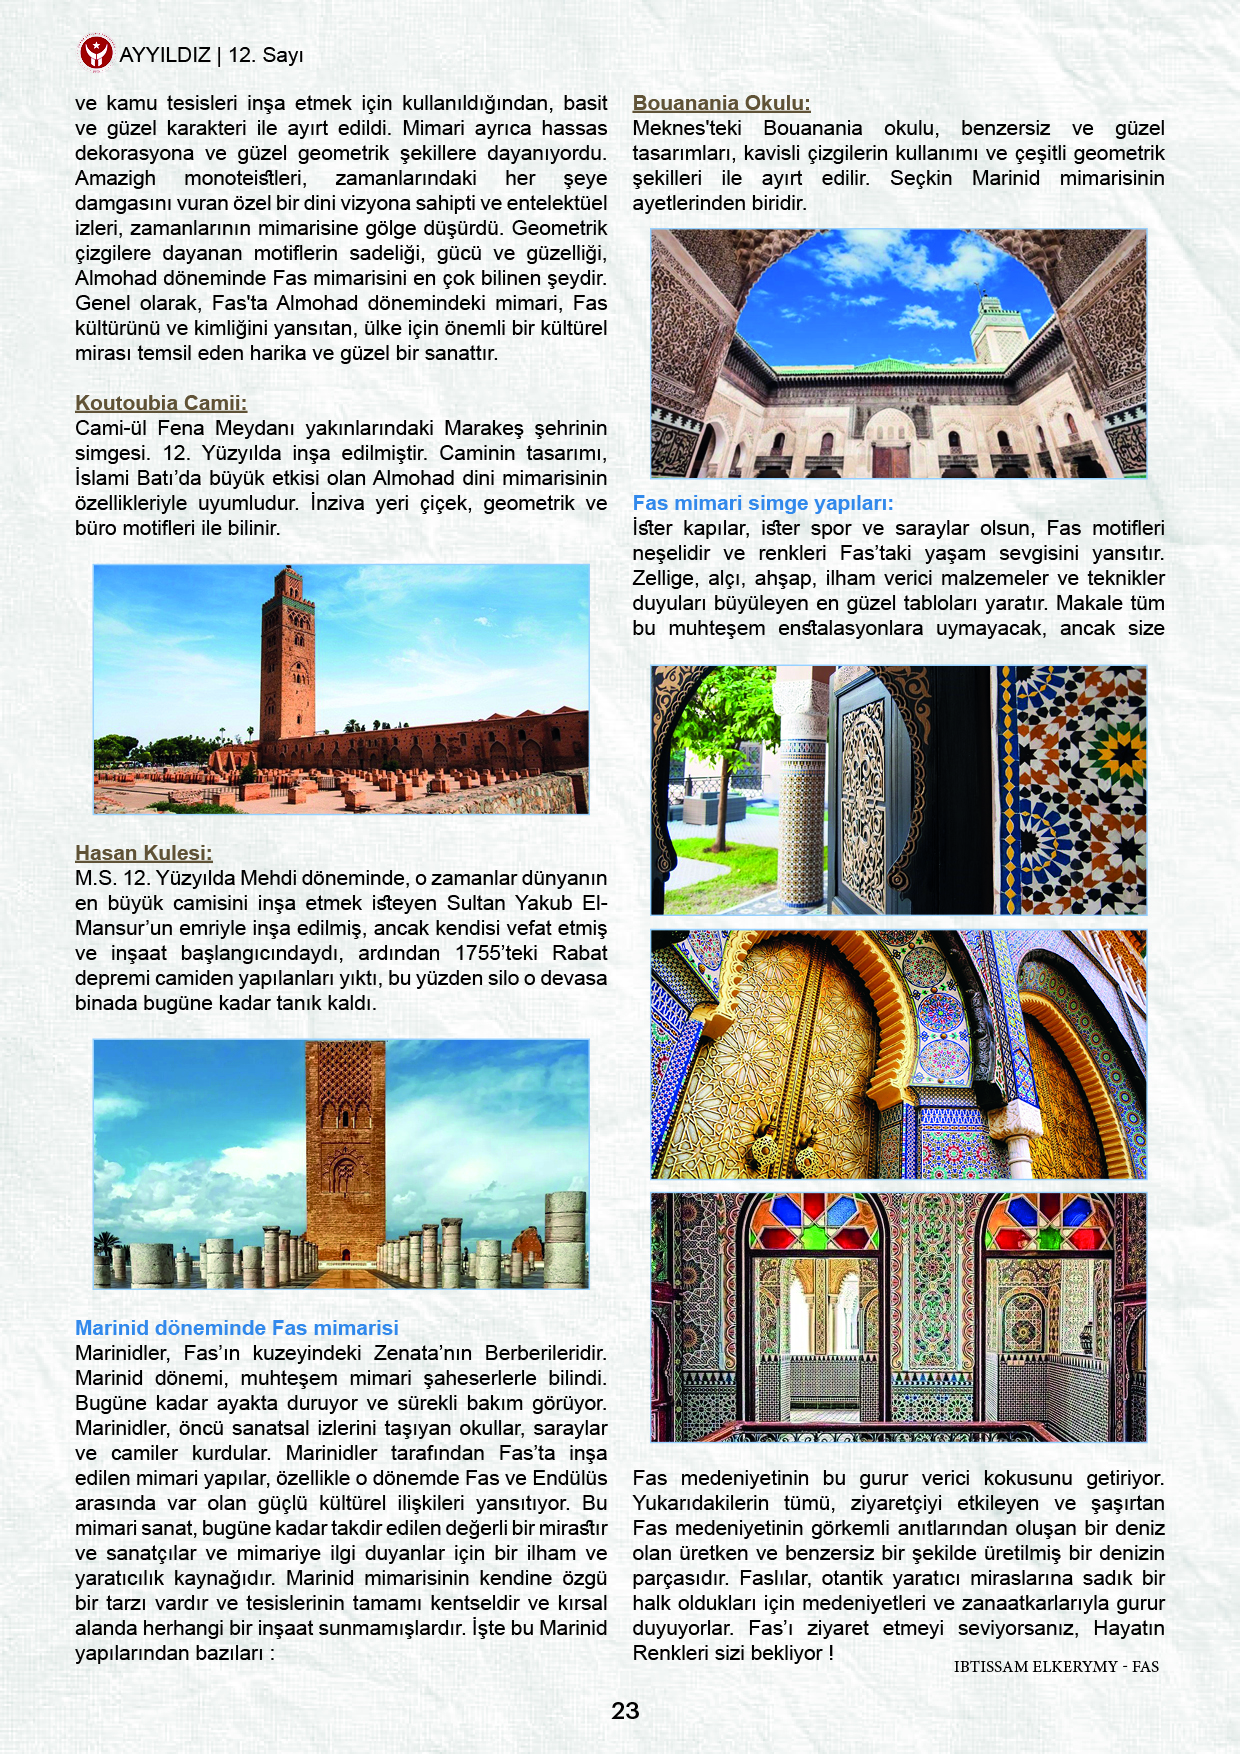 AYYILDIZ | 12. Sayı
ve kamu tesisleri inşa etmek için kullanıldığından, basit
ve güzel karakteri ile ayırt edildi. Mimari ayrıca hassas
dekorasyona ve güzel geometrik şekillere dayanıyordu.
Amazigh monoteistleri, zamanlarındaki her şeye
damgasını vuran özel bir dini vizyona sahipti ve entelektüel
izleri, zamanlarının mimarisine gölge düşürdü. Geometrik
çizgilere dayanan motiflerin sadeliği, gücü ve güzelliği,
Almohad döneminde Fas mimarisini en çok bilinen şeydir.
Genel olarak, Fas'ta Almohad dönemindeki mimari, Fas
kültürünü ve kimliğini yansıtan, ülke için önemli bir kültürel
mirası temsil eden harika ve güzel bir sanattır.
Koutoubia Camii:
Cami-ül Fena Meydanı yakınlarındaki Marakeş şehrinin
simgesi. 12. Yüzyılda inşa edilmiştir. Caminin tasarımı,
İslami Batı’da büyük etkisi olan Almohad dini mimarisinin
özellikleriyle uyumludur. İnziva yeri çiçek, geometrik ve
büro motifleri ile bilinir.
Hasan Kulesi:
M.S. 12. Yüzyılda Mehdi döneminde, o zamanlar dünyanın
en büyük camisini inşa etmek isteyen Sultan Yakub El-
Mansur’un emriyle inşa edilmiş, ancak kendisi vefat etmiş
ve inşaat başlangıcındaydı, ardından 1755’teki Rabat
depremi camiden yapılanları yıktı, bu yüzden silo o devasa
binada bugüne kadar tanık kaldı.
Marinid döneminde Fas mimarisi
Marinidler, Fas’ın kuzeyindeki Zenata’nın Berberileridir.
Marinid dönemi, muhteşem mimari şaheserlerle bilindi.
Bugüne kadar ayakta duruyor ve sürekli bakım görüyor.
Marinidler, öncü sanatsal izlerini taşıyan okullar, saraylar
ve camiler kurdular. Marinidler tarafından Fas’ta inşa
edilen mimari yapılar, özellikle o dönemde Fas ve Endülüs
arasında var olan güçlü kültürel ilişkileri yansıtıyor. Bu
mimari sanat, bugüne kadar takdir edilen değerli bir mirastır
ve sanatçılar ve mimariye ilgi duyanlar için bir ilham ve
yaratıcılık kaynağıdır. Marinid mimarisinin kendine özgü
bir tarzı vardır ve tesislerinin tamamı kentseldir ve kırsal
alanda herhangi bir inşaat sunmamışlardır. İşte bu Marinid
yapılarından bazıları :
Bouanania Okulu:
Meknes'teki Bouanania okulu, benzersiz ve güzel
tasarımları, kavisli çizgilerin kullanımı ve çeşitli geometrik
şekilleri ile ayırt edilir. Seçkin Marinid mimarisinin
ayetlerinden biridir.
Fas mimari simge yapıları:
İster kapılar, ister spor ve saraylar olsun, Fas motifleri
neşelidir ve renkleri Fas’taki yaşam sevgisini yansıtır.
Zellige, alçı, ahşap, ilham verici malzemeler ve teknikler
duyuları büyüleyen en güzel tabloları yaratır. Makale tüm
bu muhteşem enstalasyonlara uymayacak, ancak size
Fas medeniyetinin bu gurur verici kokusunu getiriyor.
Yukarıdakilerin tümü, ziyaretçiyi etkileyen ve şaşırtan
Fas medeniyetinin görkemli anıtlarından oluşan bir deniz
olan üretken ve benzersiz bir şekilde üretilmiş bir denizin
parçasıdır. Faslılar, otantik yaratıcı miraslarına sadık bir
halk oldukları için medeniyetleri ve zanaatkarlarıyla gurur
duyuyorlar. Fas’ı ziyaret etmeyi seviyorsanız, Hayatın
Renkleri sizi bekliyor !
IBTISSAM ELKERYMY - FAS
23